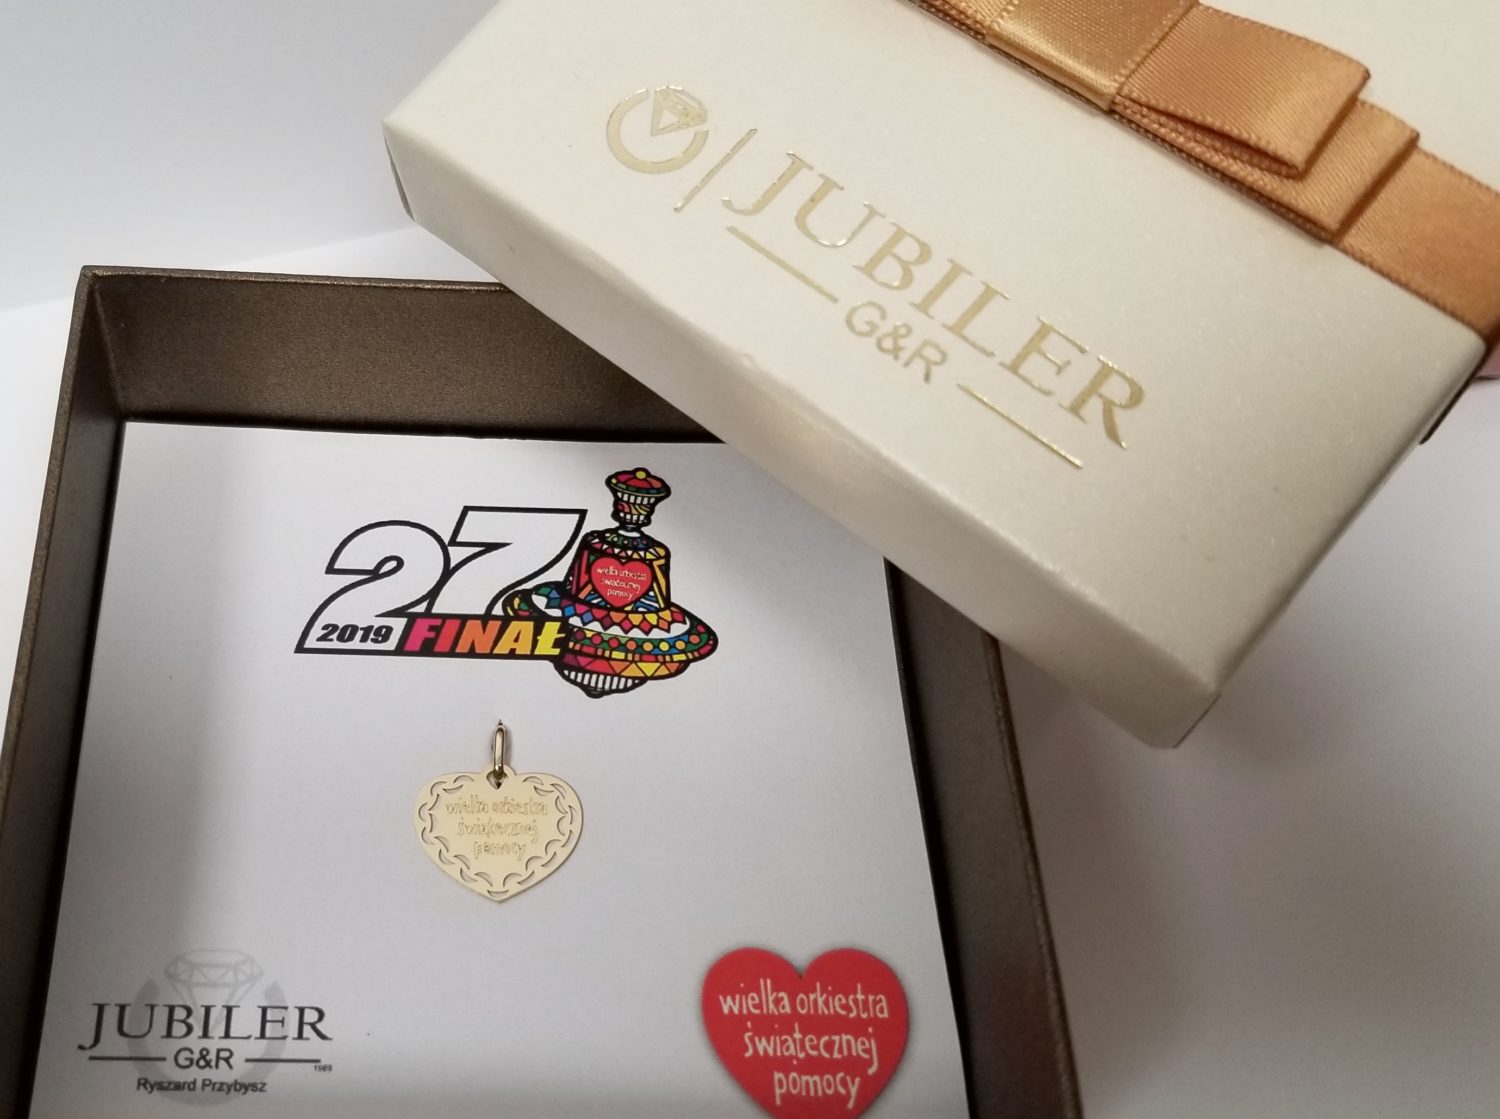 JUBILER
G&R
27
2019 FINAŁ
wielka orkiestra
świątecznej
pomocy
wielka orkiestra
świątecznej
pomocy
JUBILER
G&R
Ryszard Przybysz
wielka orkiestra
świątecznej
pomocy